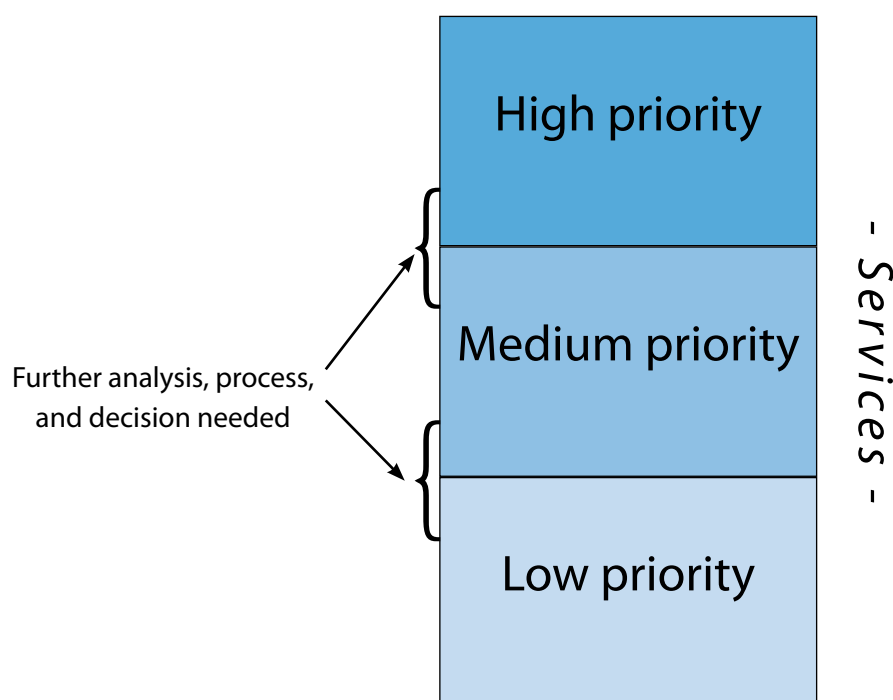 High priority
Medium priority
Further analysis, process,
and decision needed
Low priority
- Services -